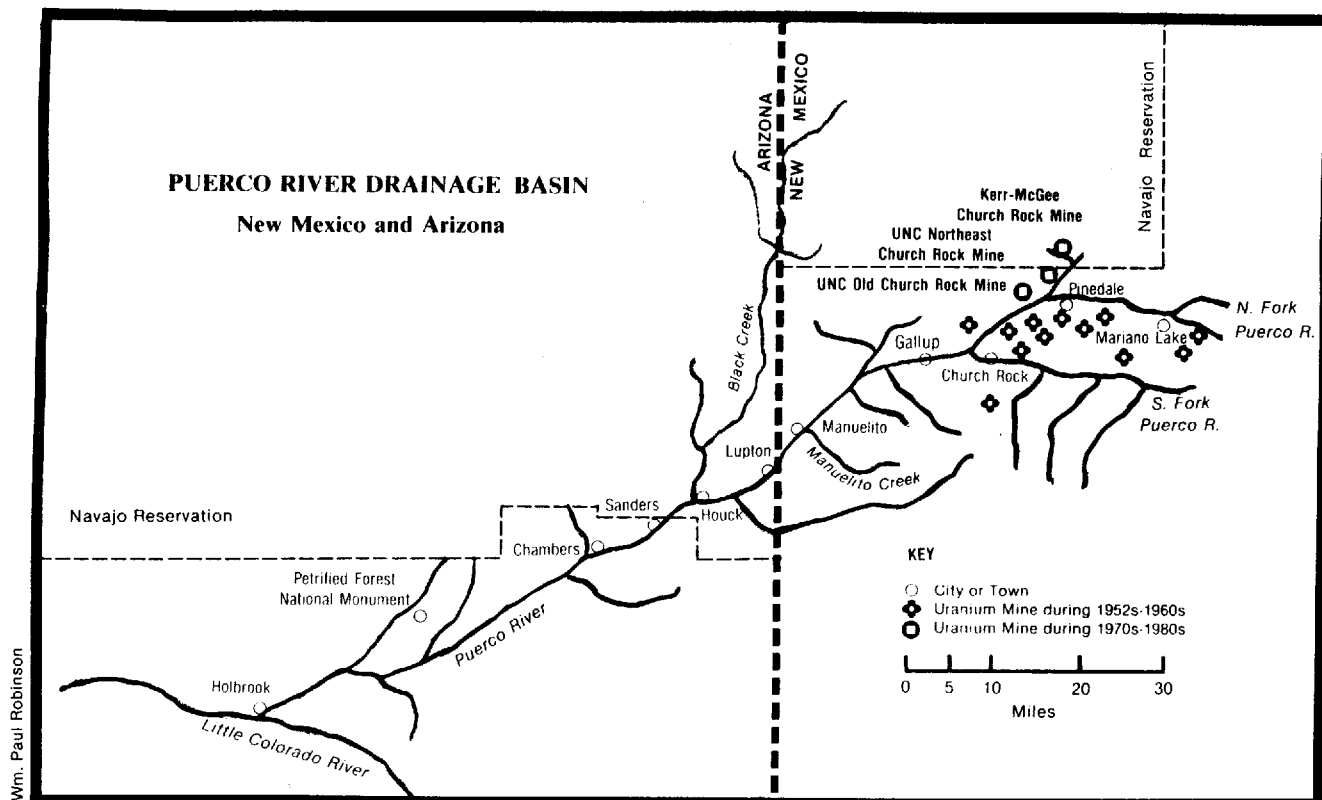 PUERCO RIVER DRAINAGE BASIN
New Mexico and Arizona
ARIZONA
NEW MEXICO
Navajo Reservation
Kerr-McGee
Church Rock Mine
UNC Northeast
Church Rock Mine
UNC Old Church Rock Mine
Pinedale
N. Fork
Puerco R.
Mariano Lake
Gallup
Church Rock
S. Fork
Puerco R.
Black Creek
Manuelito
Manuelito Creek
Lupton
Houck
Sanders
Chambers
Navajo Reservation
Petrified Forest
National Monument
Puerco River
Holbrook
Little Colorado River
KEY
City or Town
Uranium Mine during 1952s-1960s
Uranium Mine during 1970s-1980s
0 5 10 20 30
Miles
Wm. Paul Robinson